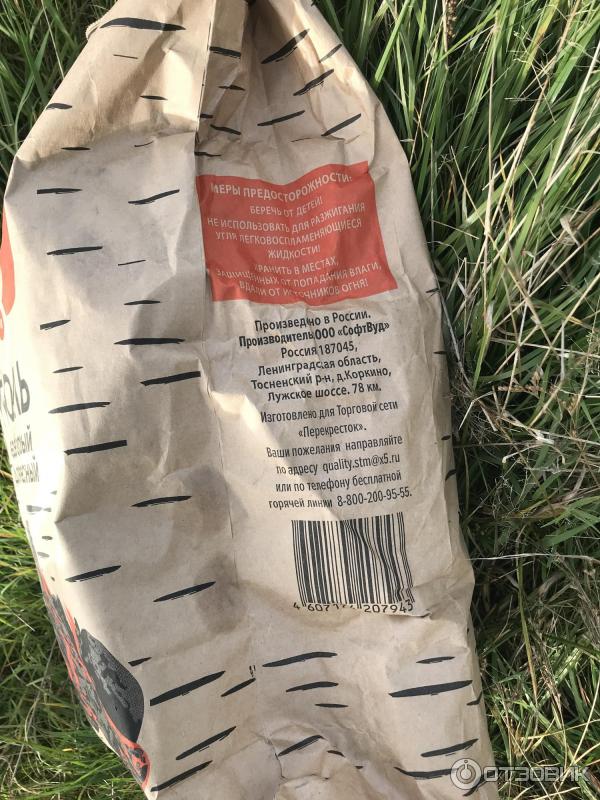 МЕРЫ ПРЕДОСТОРОЖНОСТИ:
БЕРЕЧЬ ОТ ДЕТЕЙ!
НЕ ИСПОЛЬЗОВАТЬ ДЛЯ РАЗЖИГАНИЯ
УГЛЯ ЛЕГКОВОСПЛАМЕНЯЮЩИЕСЯ
ЖИДКОСТИ!
ХРАНИТЬ В МЕСТАХ,
ЗАЩИЩЕННЫХ ОТ ПОПАДАНИЯ ВЛАГИ,
ВДАЛИ ОТ ИСТОЧНИКОВ ОГНЯ!
Произведено в России.
Производитель ООО «СофтВуд»
Россия 187045,
Ленинградская область,
Тосненский р-н, д.Коркино,
Лужское шоссе. 78 км.
Изготовлено для Торговой сети
«Перекресток».
Ваши пожелания направляйте
по адресу quality.stm@x5.ru
или по телефону бесплатной
горячей линии 8-800-200-95-55.
ОТЗОВИК